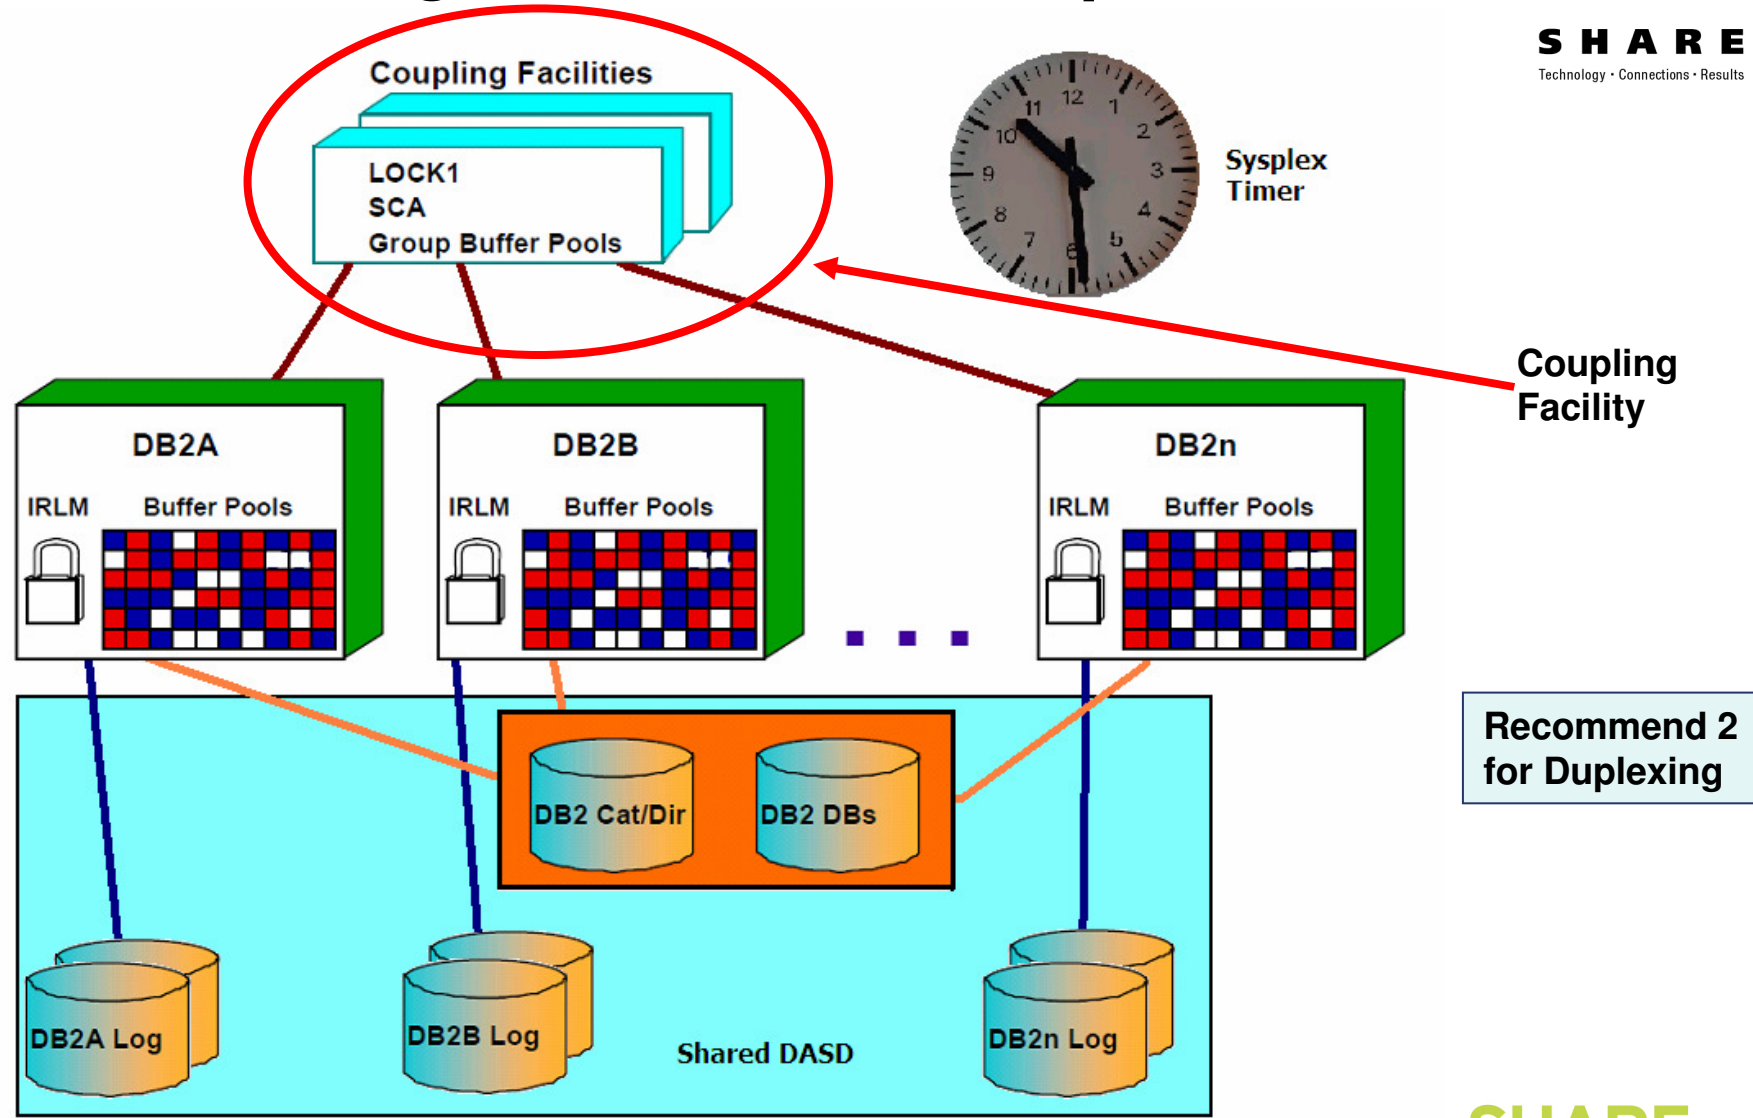 Coupling Facilities
LOCK1
SCA
Group Buffer Pools
12
1
2
3
4
5
6
7
8
9
10
11
Sysplex
Timer
S H A R E
Technology · Connections · Results
Coupling
Facility
DB2A
IRLM
Buffer Pools
DB2B
IRLM
Buffer Pools
DB2n
IRLM
Buffer Pools
Recommend 2
for Duplexing
DB2 Cat/Dir
DB2 DBs
DB2A Log
DB2B Log
DB2n Log
Shared DASD